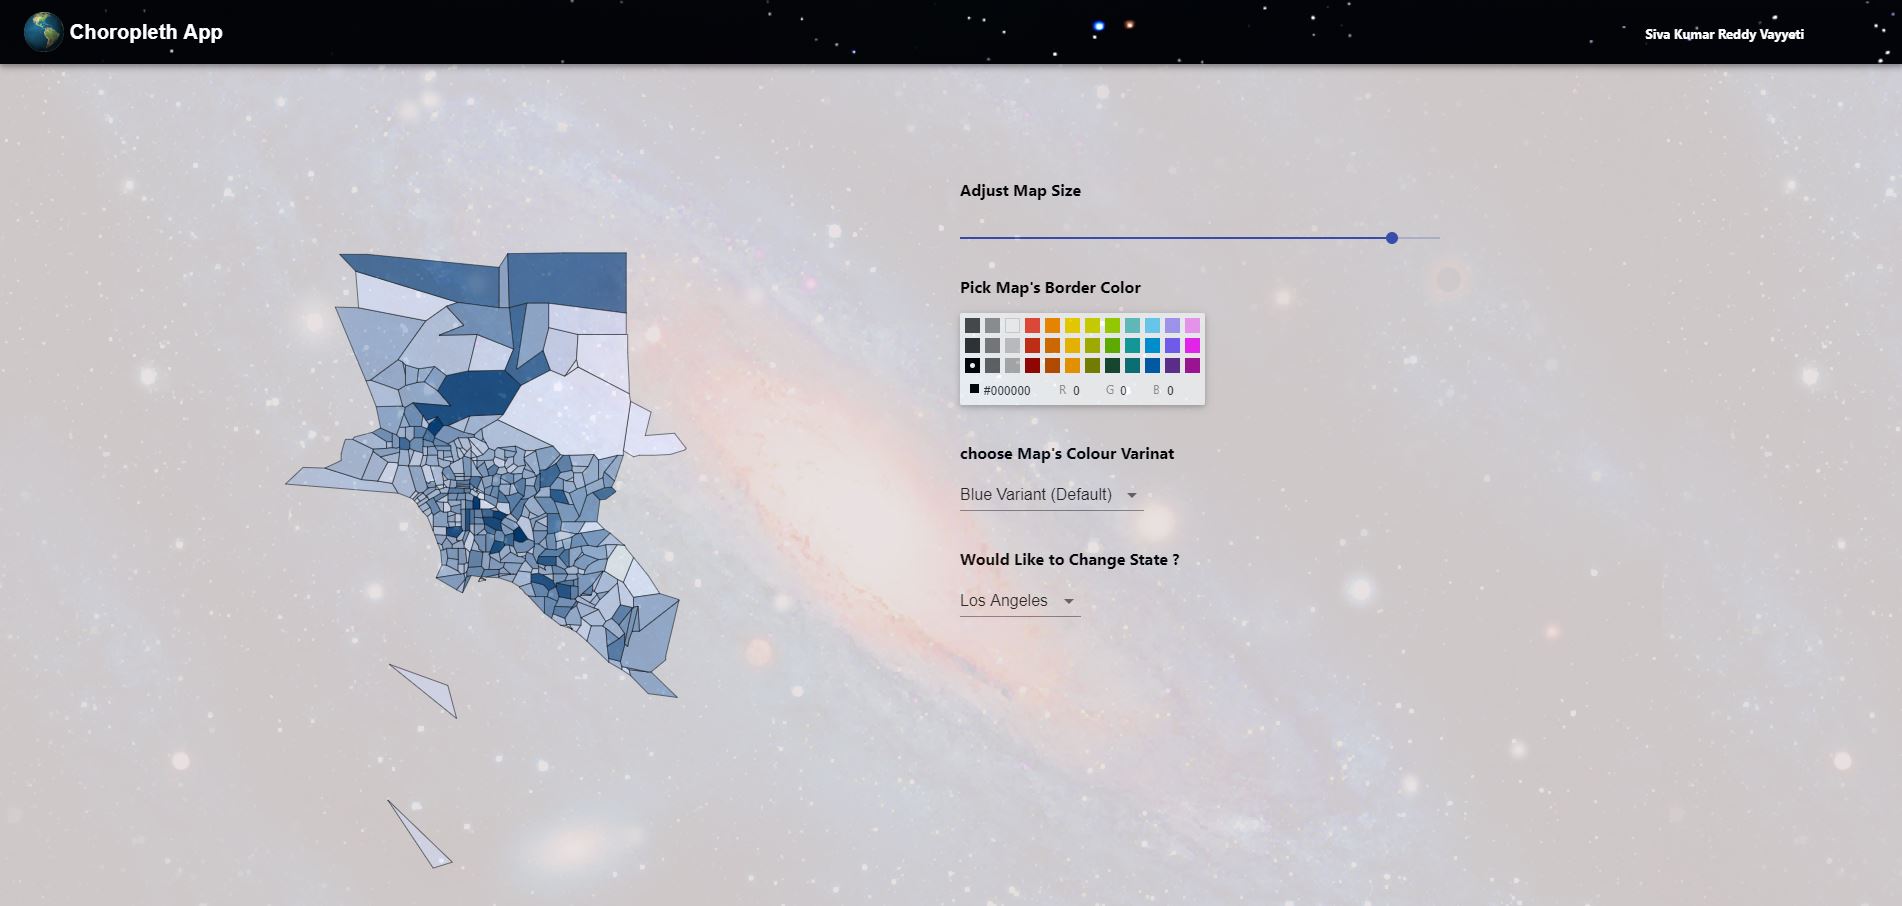 Choropleth App
Siva Kumar Reddy Vayyeti
Adjust Map Size
Pick Map's Border Color
#000000 R 0 G 0 B 0
choose Map's Colour Varinat
Blue Variant (Default)
Would Like to Change State ?
Los Angeles